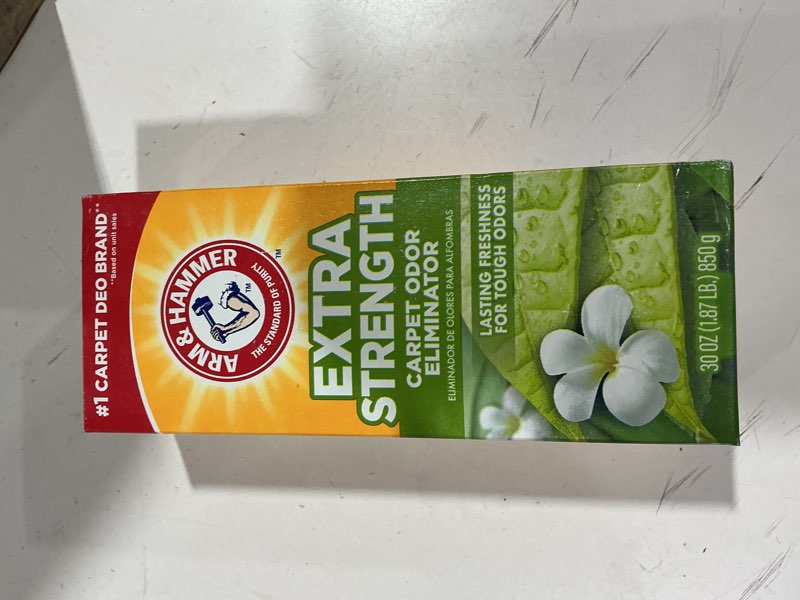 #1 CARPET DEO BRAND**
**Based on unit sales
ARM & HAMMER
TM
THE STANDARD OF PURITY
TM
EXTRA
STRENGTH
CARPET ODOR
ELIMINATOR
ELIMINADOR DE OLORES PARA ALFOMBRAS
LASTING FRESHNESS
FOR TOUGH ODORS
30 OZ (1.87 LB.) 850 g